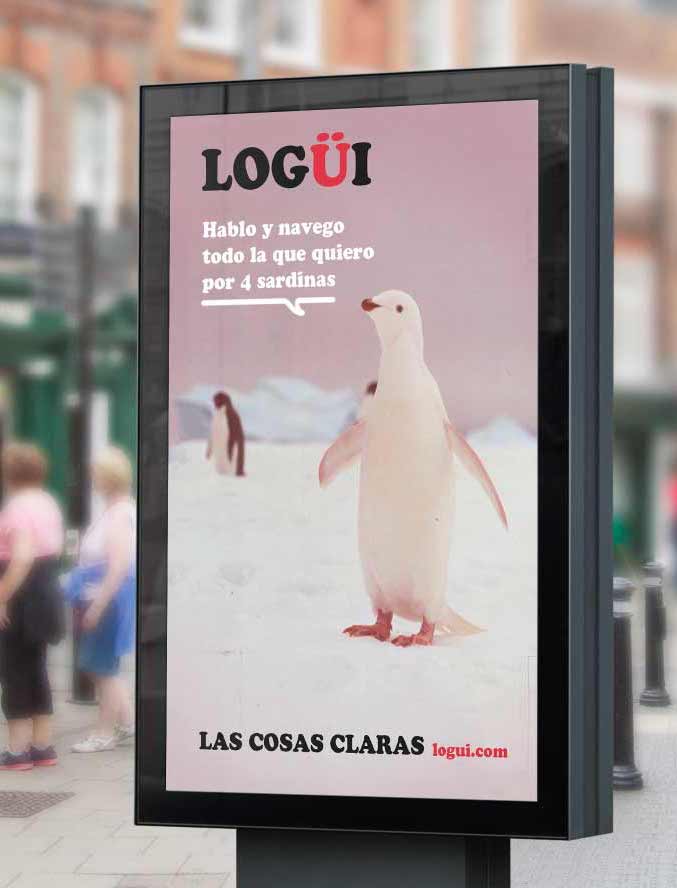 LOGÜI
Hablo y navego
todo la que quiero
por 4 sardinas
LAS COSAS CLARAS logui.com